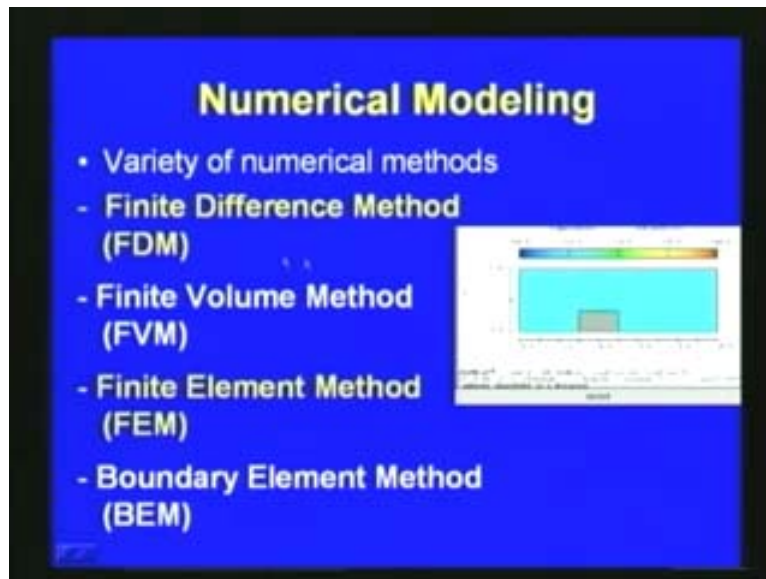 Numerical Modeling
• Variety of numerical methods
- Finite Difference Method
(FDM)
- Finite Volume Method
(FVM)
- Finite Element Method
(FEM)
- Boundary Element Method
(BEM)